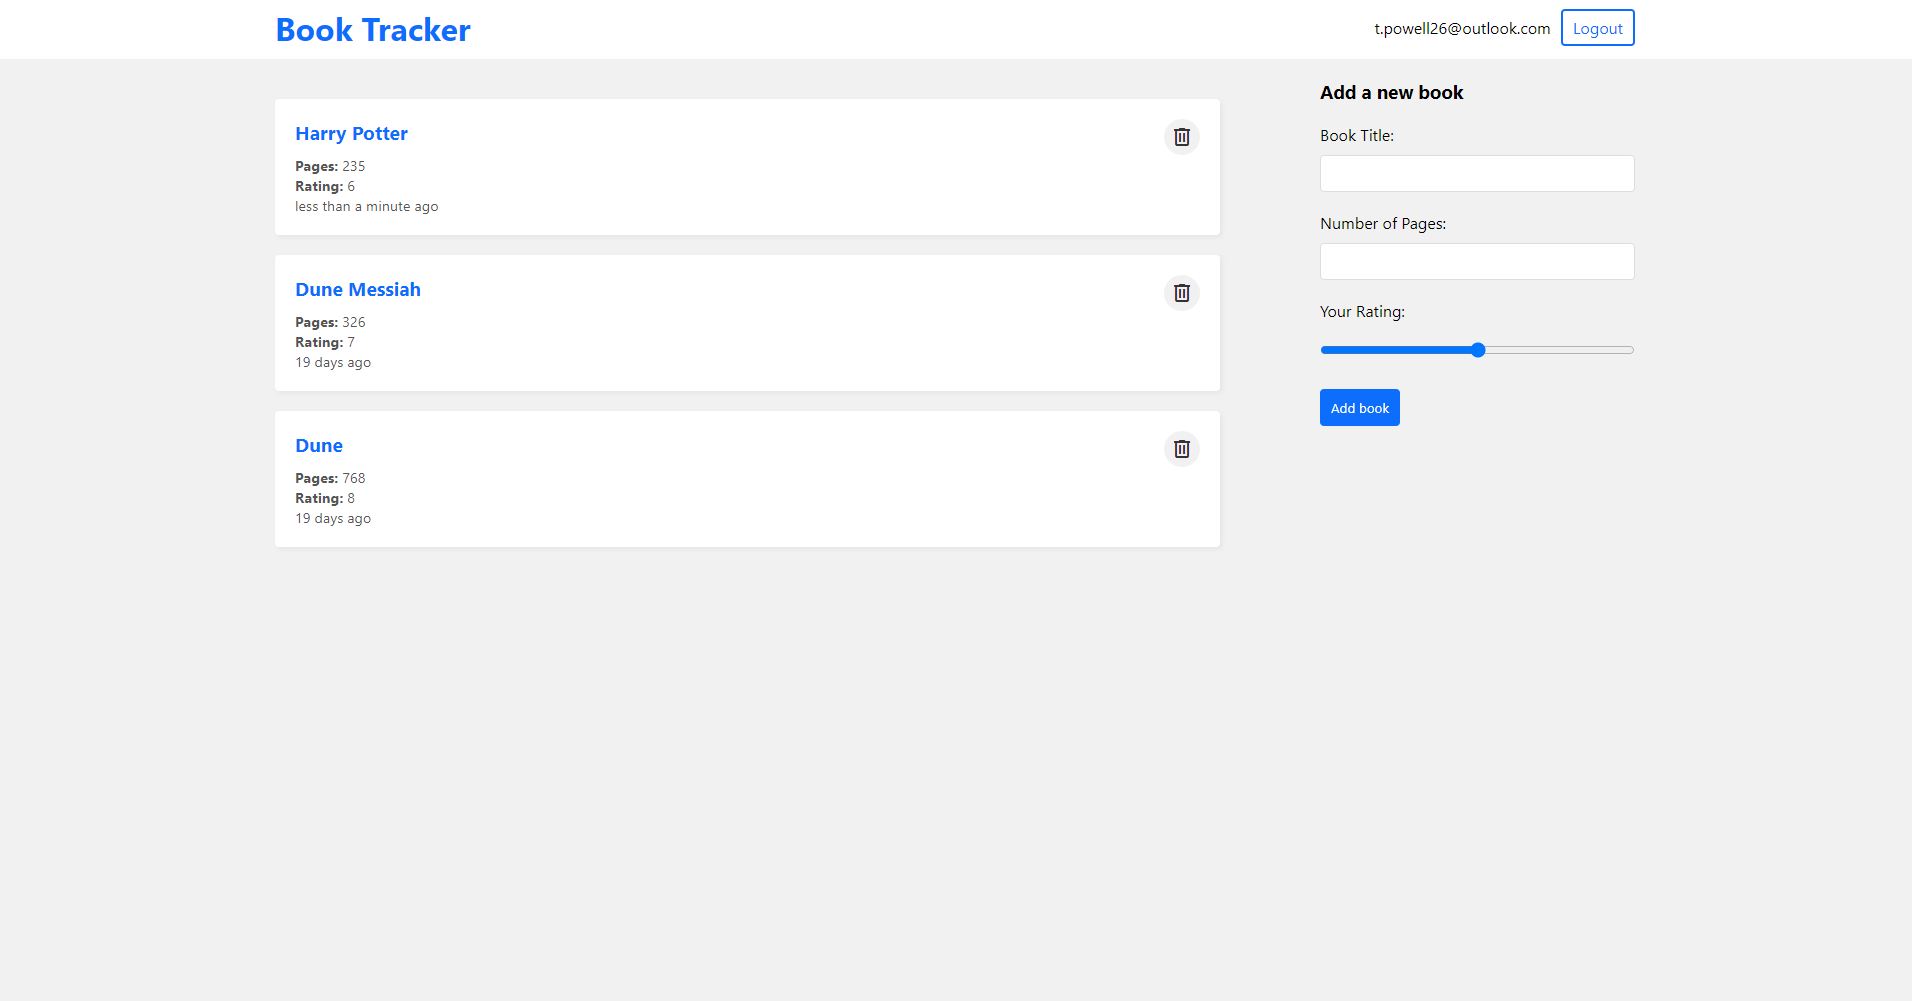 Book Tracker
t.powell26@outlook.com
Logout
Harry Potter
Pages: 235
Rating: 6
less than a minute ago
Dune Messiah
Pages: 326
Rating: 7
19 days ago
Dune
Pages: 768
Rating: 8
19 days ago
Add a new book
Book Title:
Number of Pages:
Your Rating:
Add book